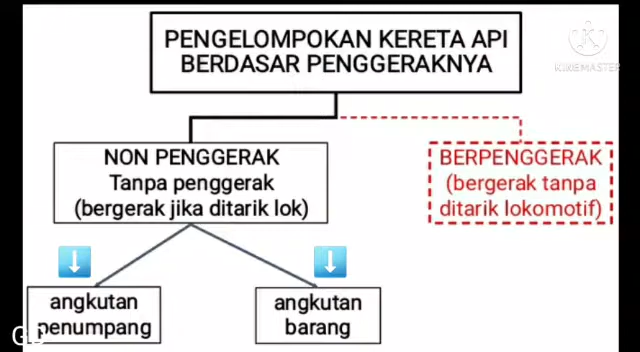 PENGELOMPOKAN KERETA API
BERDASAR PENGGERAKNYA
KINEMASTER
NON PENGGERAK
Tanpa penggerak
(bergerak jika ditarik lok)
BERPENGGERAK
(bergerak tanpa
ditarik lokomotif)
angkutan
penumpang
angkutan
barang